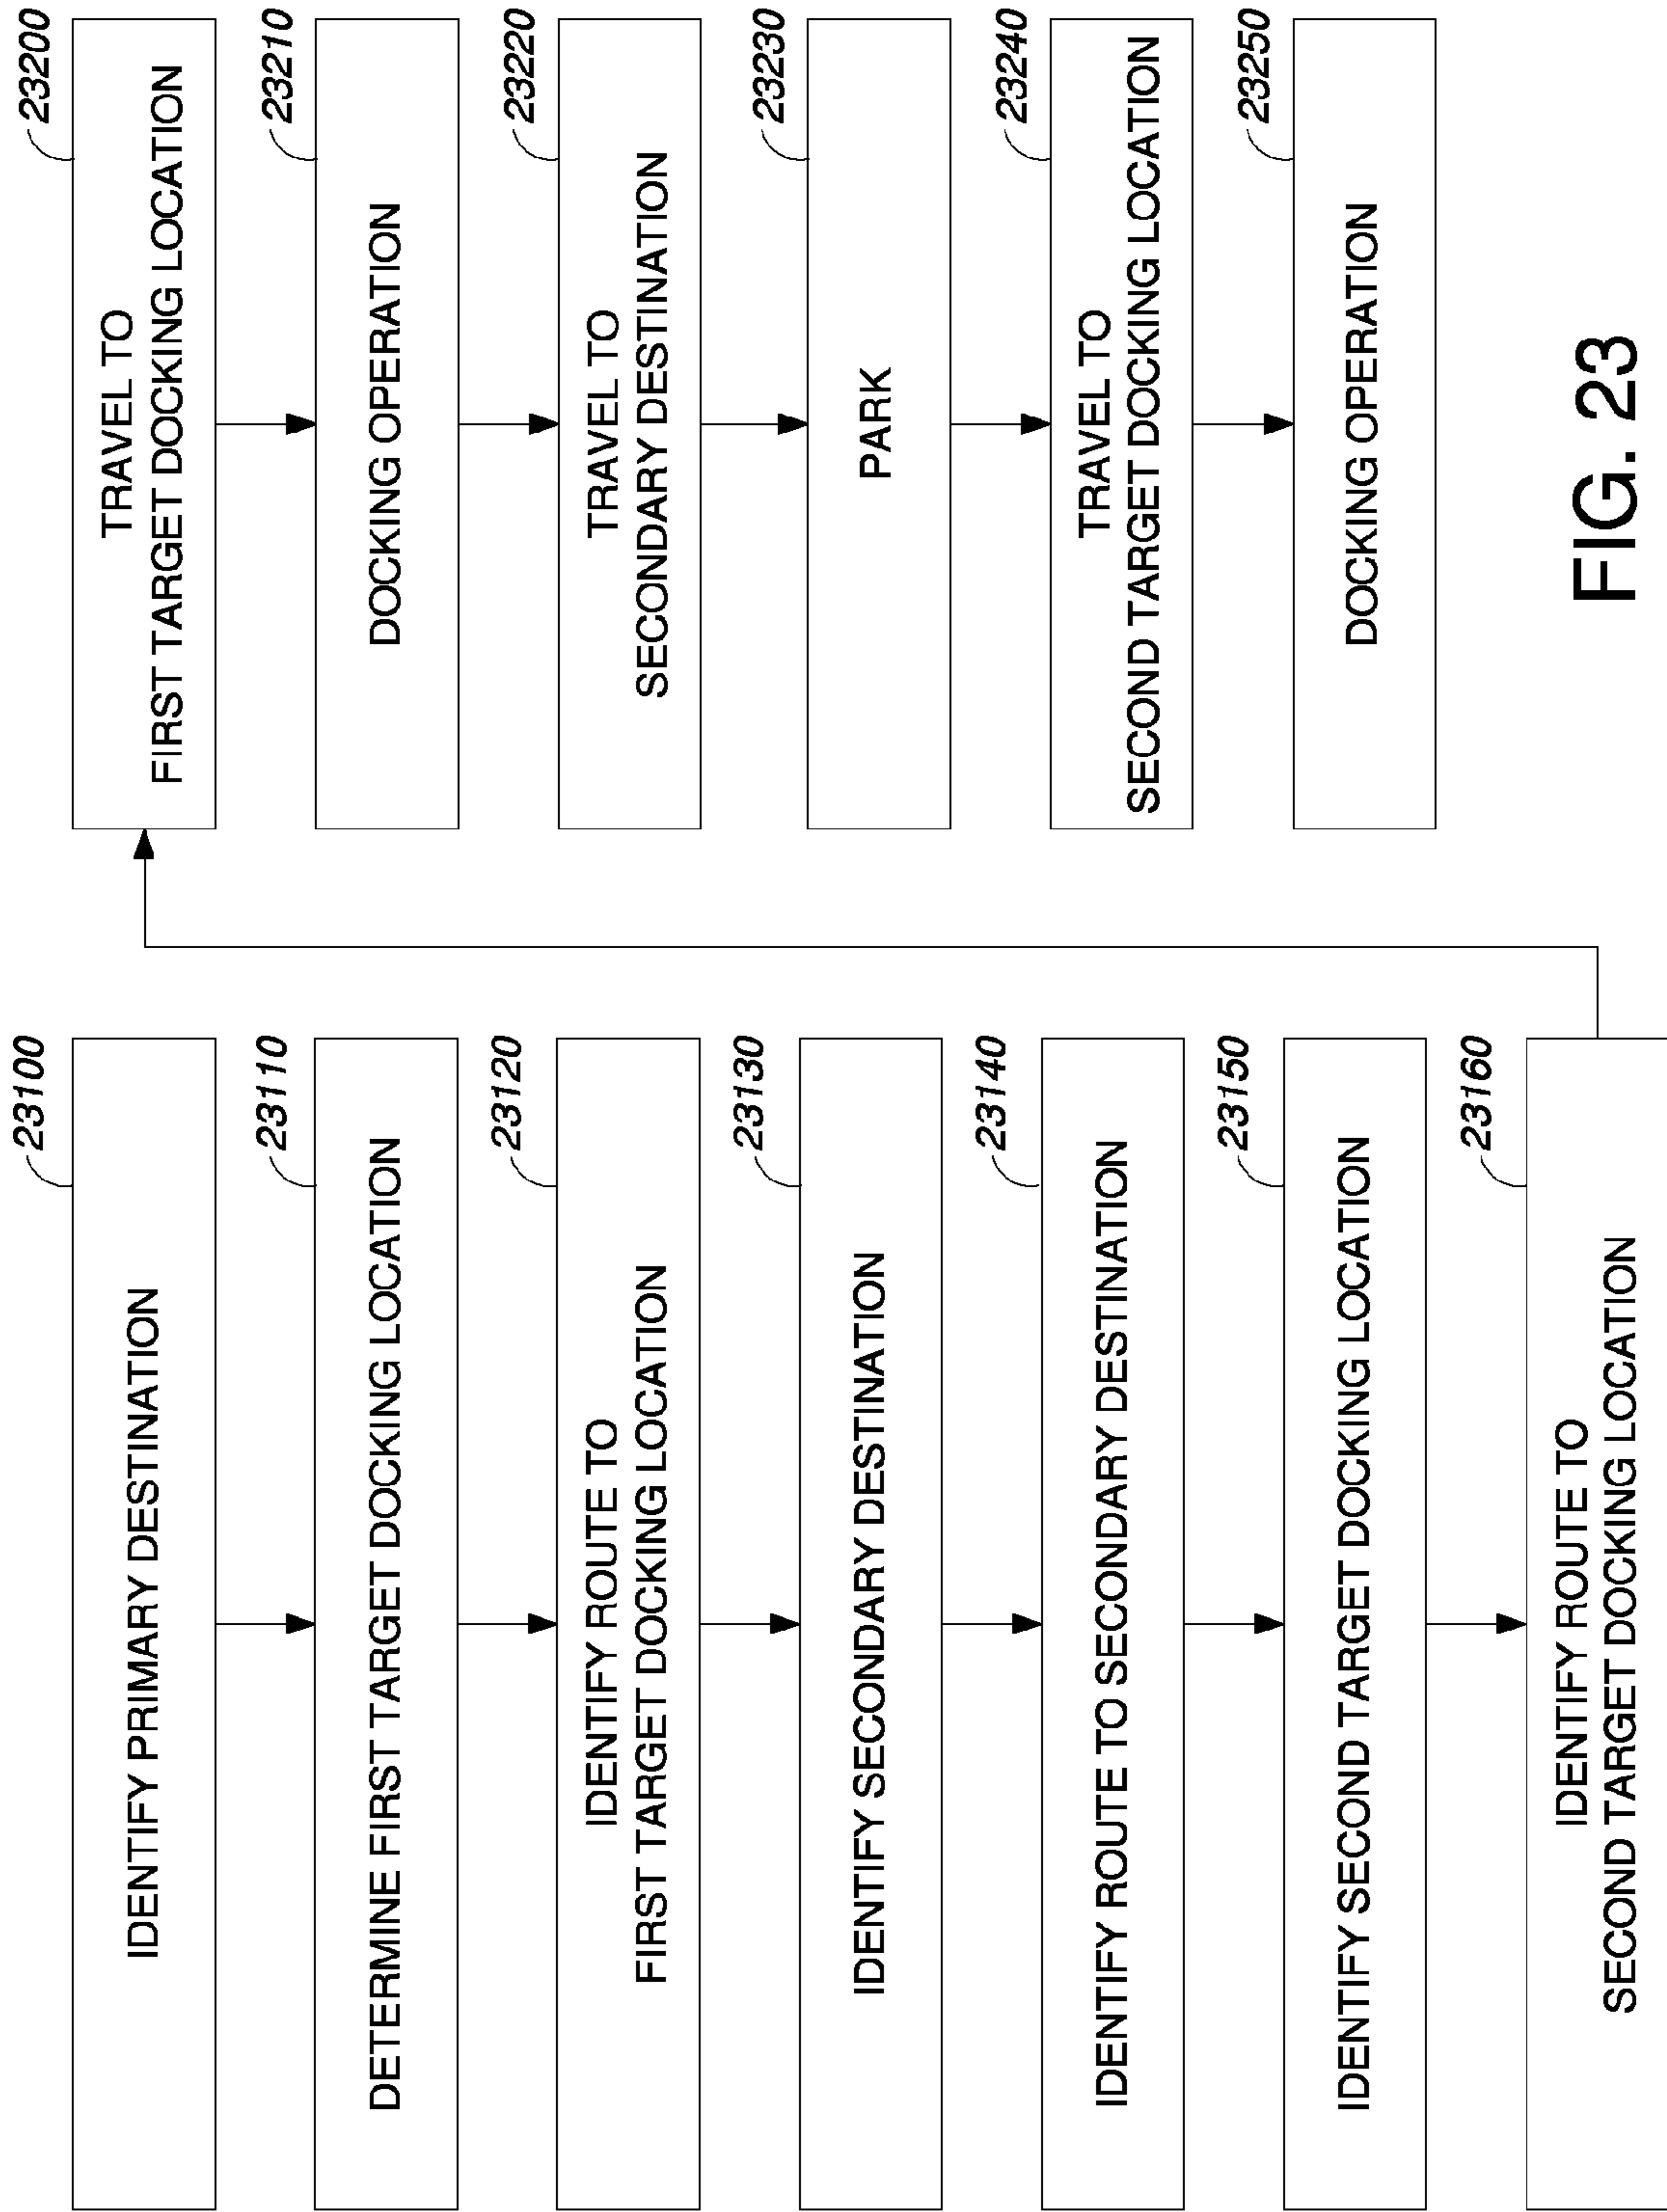 23100
IDENTIFY PRIMARY DESTINATION
23110
DETERMINE FIRST TARGET DOCKING LOCATION
23120
IDENTIFY ROUTE TO
FIRST TARGET DOCKING LOCATION
23130
IDENTIFY SECONDARY DESTINATION
23140
IDENTIFY ROUTE TO SECONDARY DESTINATION
23150
IDENTIFY SECOND TARGET DOCKING LOCATION
23160
IDENTIFY ROUTE TO
SECOND TARGET DOCKING LOCATION
23200
TRAVEL TO
FIRST TARGET DOCKING LOCATION
23210
DOCKING OPERATION
23220
TRAVEL TO
SECONDARY DESTINATION
23230
PARK
23240
TRAVEL TO
SECOND TARGET DOCKING LOCATION
23250
DOCKING OPERATION
FIG. 23